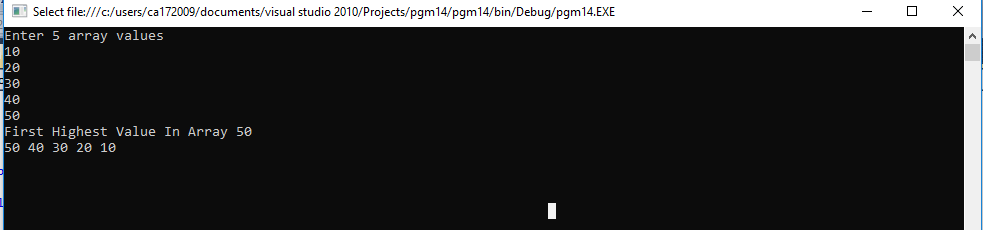 Select file:///c:/users/ca172009/documents/visual studio 2010/Projects/pgm14/pgm14/bin/Debug/pgm14.EXE
Enter 5 array values
10
20
30
40
50
First Highest Value In Array 50
50 40 30 20 10